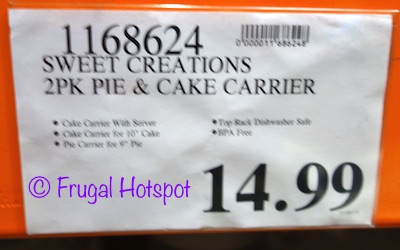 1168624
0000011686248
SWEET CREATIONS
2PK PIE & CAKE CARRIER
• Cake Carrier With Server
• Cake Carrier for 10" Cake
• Pie Carrier for 9" Pie
• Top Rack Dishwasher Safe
• BPA Free
© Frugal Hotspot
14.99